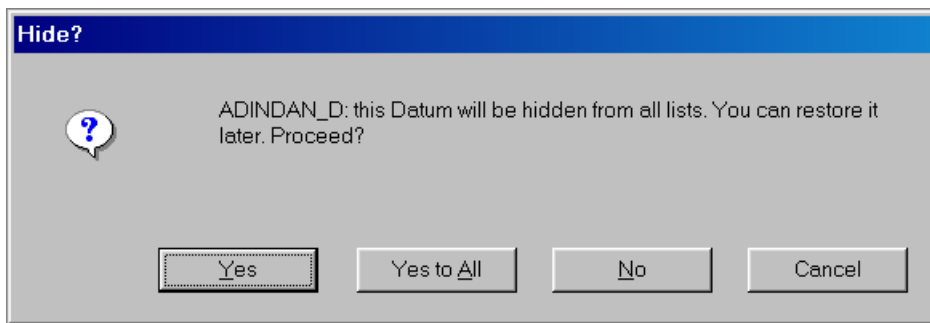 Hide?
ADINDAN_D: this Datum will be hidden from all lists. You can restore it
later. Proceed?
Yes
Yes to All
No
Cancel